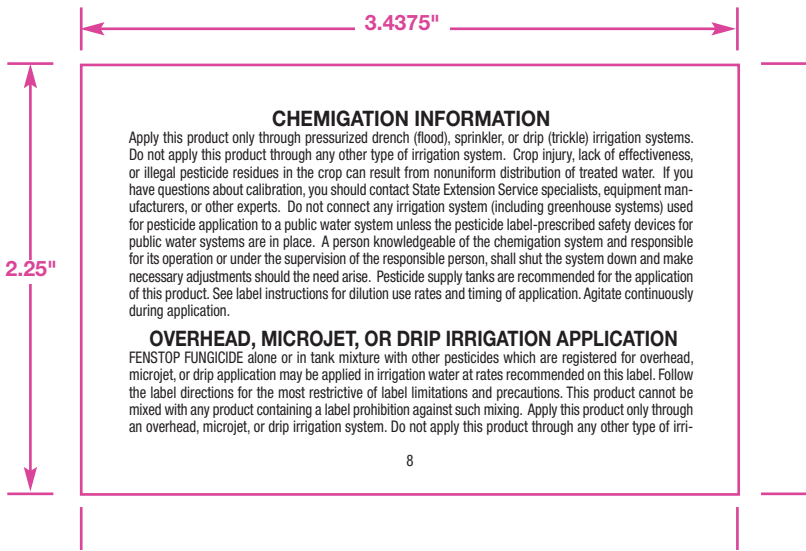 3.4375"
2.25"
CHEMIGATION INFORMATION
Apply this product only through pressurized drench (flood), sprinkler, or drip (trickle) irrigation systems.
Do not apply this product through any other type of irrigation system. Crop injury, lack of effectiveness,
or illegal pesticide residues in the crop can result from nonuniform distribution of treated water. If you
have questions about calibration, you should contact State Extension Service specialists, equipment man-
ufacturers, or other experts. Do not connect any irrigation system (including greenhouse systems) used
for pesticide application to a public water system unless the pesticide label-prescribed safety devices for
public water systems are in place. A person knowledgeable of the chemigation system and responsible
for its operation or under the supervision of the responsible person, shall shut the system down and make
necessary adjustments should the need arise. Pesticide supply tanks are recommended for the application
of this product. See label instructions for dilution use rates and timing of application. Agitate continuously
during application.
OVERHEAD, MICROJET, OR DRIP IRRIGATION APPLICATION
FENSTOP FUNGICIDE alone or in tank mixture with other pesticides which are registered for overhead,
microjet, or drip application may be applied in irrigation water at rates recommended on this label. Follow
the label directions for the most restrictive of label limitations and precautions. This product cannot be
mixed with any product containing a label prohibition against such mixing. Apply this product only through
an overhead, microjet, or drip irrigation system. Do not apply this product through any other type of irri-
8